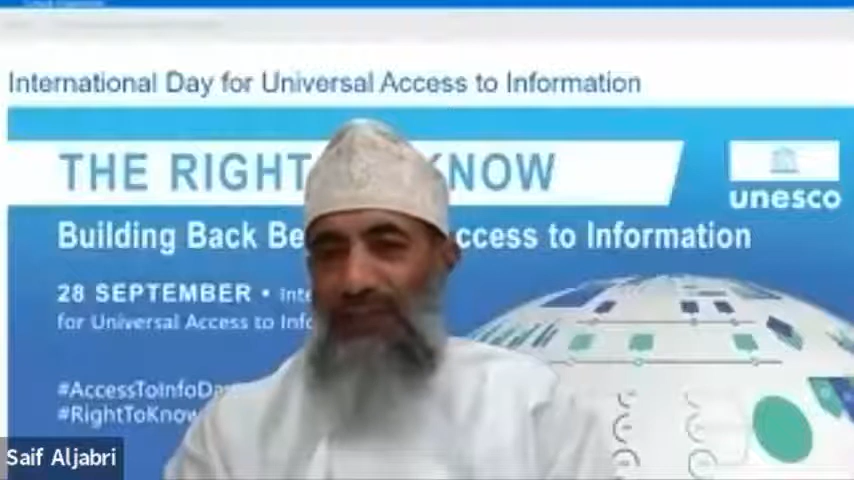 International Day for Universal Access to Information
THE RIGHT KNOW
unesco
Building Back Be ccess to Information
28 SEPTEMBER • Inte
for Universal Access to Info
#AccessToInfoDa
#RightToKnow
Saif Aljabri